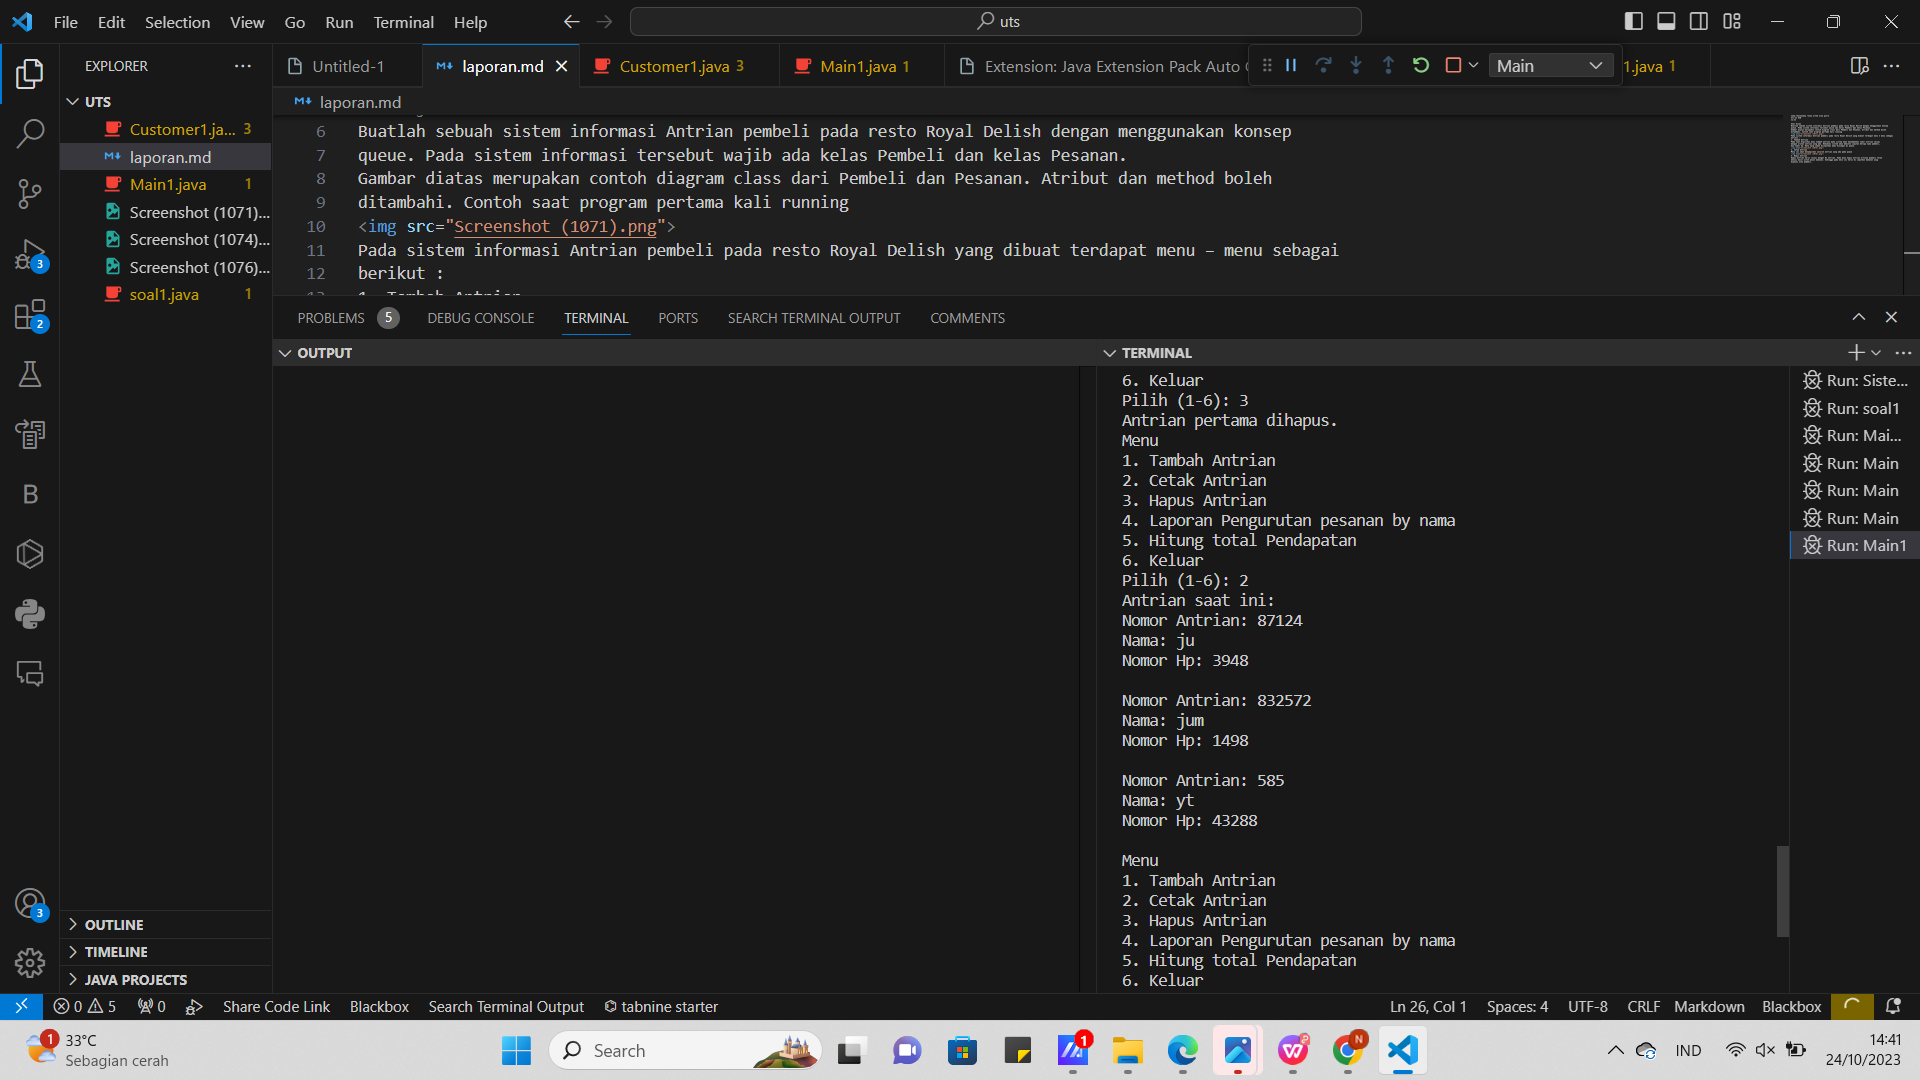 File Edit Selection View Go Run Terminal Help
uts
EXPLORER
Untitled-1
laporan.md
Customer1.java 3
Main1.java 1
Extension: Java Extension Pack Auto
Main
1.java 1
UTS
Customer1.ja... 3
laporan.md
Main1.java 1
Screenshot (1071)...
Screenshot (1074)...
Screenshot (1076)...
soal1.java 1
laporan.md
6 Buatlah sebuah sistem informasi Antrian pembeli pada resto Royal Delish dengan menggunakan konsep
7 queue. Pada sistem informasi tersebut wajib ada kelas Pembeli dan kelas Pesanan.
8 Gambar diatas merupakan contoh diagram class dari Pembeli dan Pesanan. Atribut dan method boleh
9 ditambahi. Contoh saat program pertama kali running
10 <img src="Screenshot (1071).png">
11 Pada sistem informasi Antrian pembeli pada resto Royal Delish yang dibuat terdapat menu – menu sebagai
12 berikut :
13 1. Tambah Antrian
PROBLEMS 5 DEBUG CONSOLE TERMINAL PORTS SEARCH TERMINAL OUTPUT COMMENTS
OUTPUT
TERMINAL
6. Keluar
Pilih (1-6): 3
Antrian pertama dihapus.
Menu
1. Tambah Antrian
2. Cetak Antrian
3. Hapus Antrian
4. Laporan Pengurutan pesanan by nama
5. Hitung total Pendapatan
6. Keluar
Pilih (1-6): 2
Antrian saat ini:
Nomor Antrian: 87124
Nama: ju
Nomor Hp: 3948
Nomor Antrian: 832572
Nama: jum
Nomor Hp: 1498
Nomor Antrian: 585
Nama: yt
Nomor Hp: 43288
Menu
1. Tambah Antrian
2. Cetak Antrian
3. Hapus Antrian
4. Laporan Pengurutan pesanan by nama
5. Hitung total Pendapatan
6. Keluar
Run: Siste...
Run: soal1
Run: Mai...
Run: Main
Run: Main
Run: Main
Run: Main1
3
2
B
3
OUTLINE
TIMELINE
JAVA PROJECTS
0 5 0 Share Code Link Blackbox Search Terminal Output tabnine starter
Ln 26, Col 1 Spaces: 4 UTF-8 CRLF Markdown Blackbox
1
33°C
Sebagian cerah
Search
1
N
IND
14:41
24/10/2023